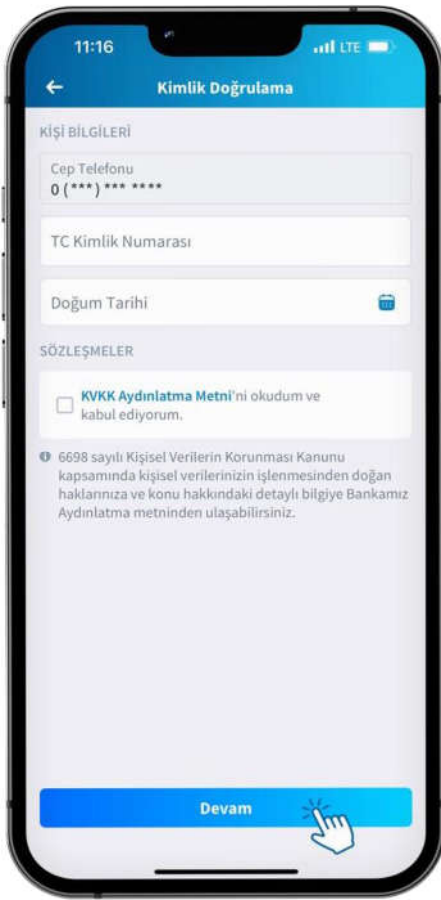 11:16
LTE
Kimlik Doğrulama
KİŞİ BİLGİLERİ
Cep Telefonu
0 (***) *** ****
TC Kimlik Numarası
Doğum Tarihi
SÖZLEŞMELER
KVKK Aydınlatma Metni'ni okudum ve
kabul ediyorum.
6698 sayılı Kişisel Verilerin Korunması Kanunu
kapsamında kişisel verilerinizin işlenmesinden doğan
haklarınıza ve konu hakkındaki detaylı bilgiye Bankamız
Aydınlatma metninden ulaşabilirsiniz.
Devam